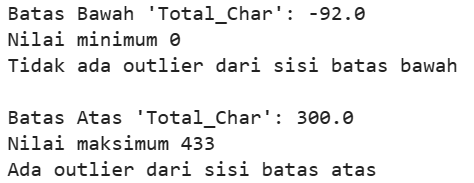 Batas Bawah 'Total_Char': -92.0
Nilai minimum 0
Tidak ada outlier dari sisi batas bawah
Batas Atas 'Total_Char': 300.0
Nilai maksimum 433
Ada outlier dari sisi batas atas